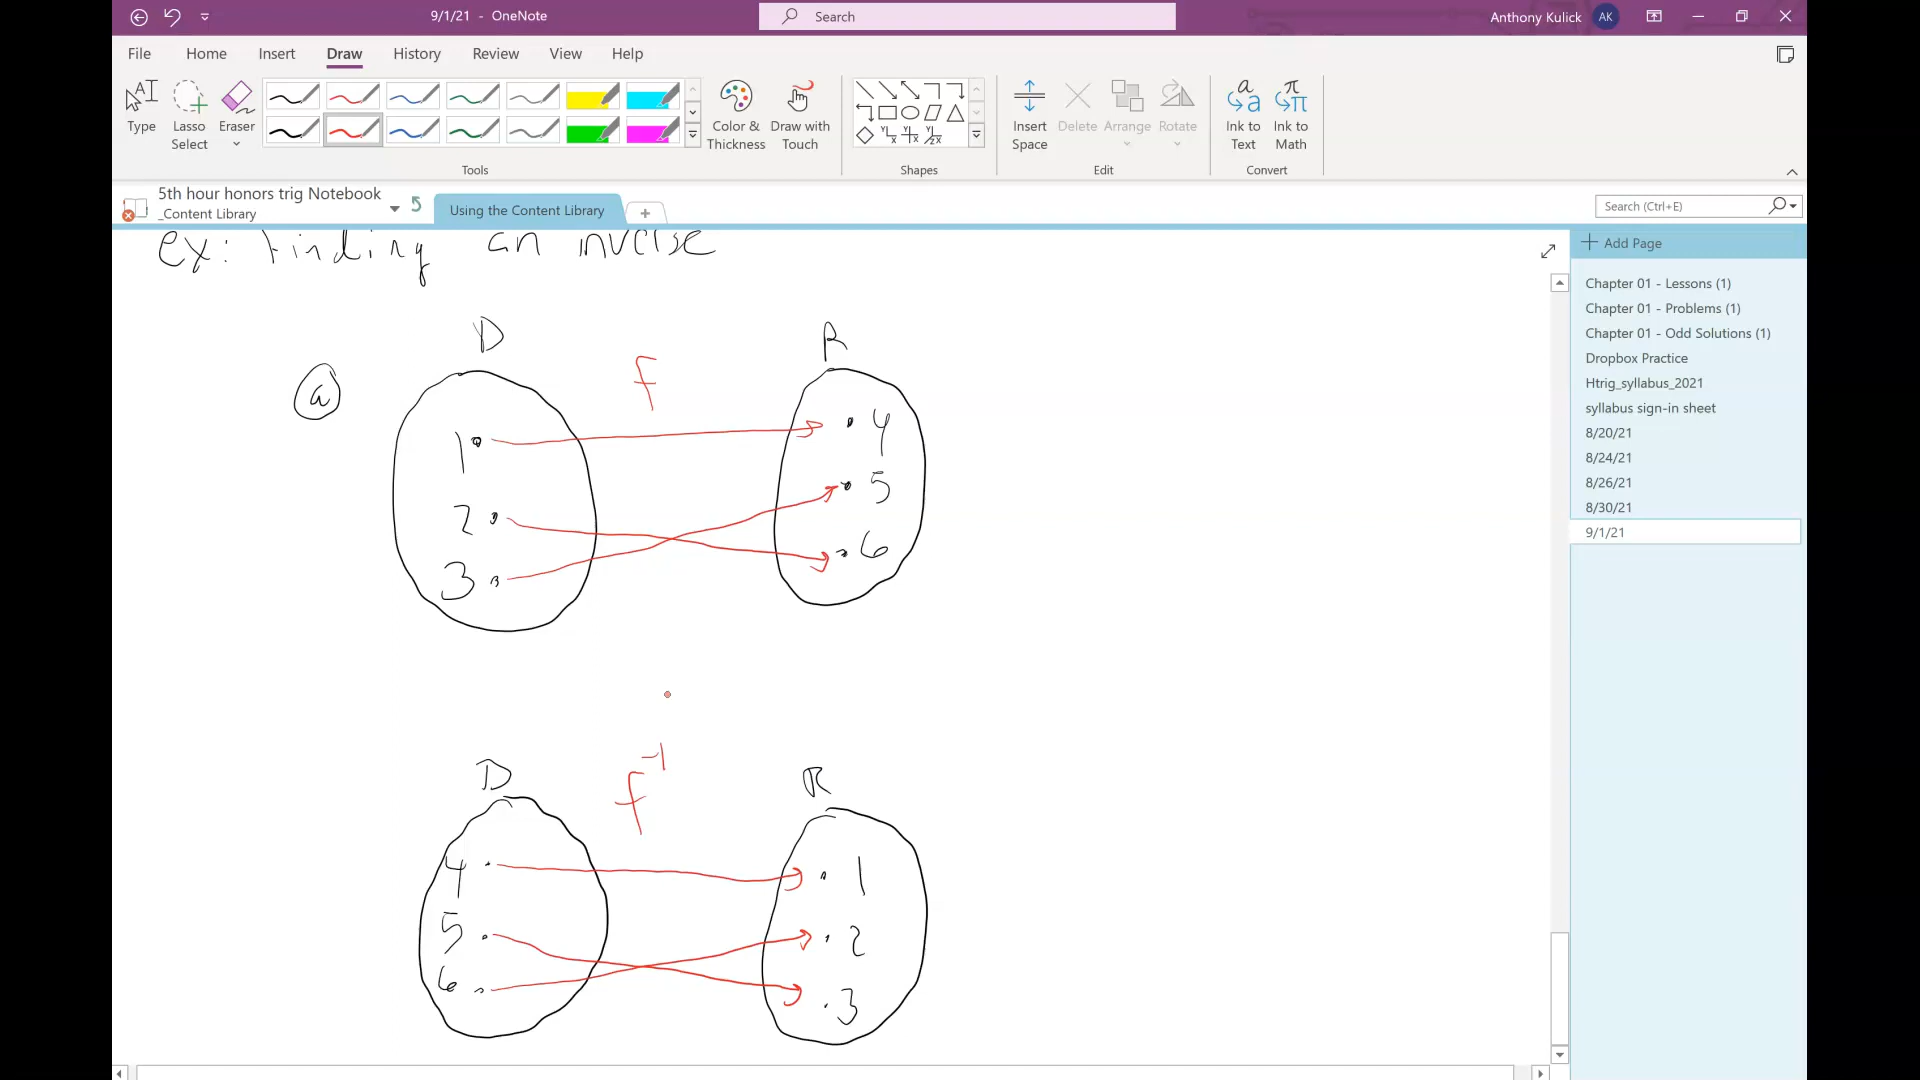 9/1/21 - OneNote
Search
Anthony Kulick AK
File Home Insert Draw History Review View Help
Type
Lasso Select
Eraser
Color & Thickness
Draw with Touch
Insert Space
Delete
Arrange
Rotate
Ink to Text
Ink to Math
Tools
Shapes
Edit
Convert
5th hour honors trig Notebook
_Content Library
Using the Content Library
Search (Ctrl+E)
Add Page
Chapter 01 - Lessons (1)
Chapter 01 - Problems (1)
Chapter 01 - Odd Solutions (1)
Dropbox Practice
Htrig_syllabus_2021
syllabus sign-in sheet
8/20/21
8/24/21
8/26/21
8/30/21
9/1/21
ex: Finding an inverse
D f R
a
1 4
2 5
3 6
D f⁻¹ R
4 1
5 2
6 3